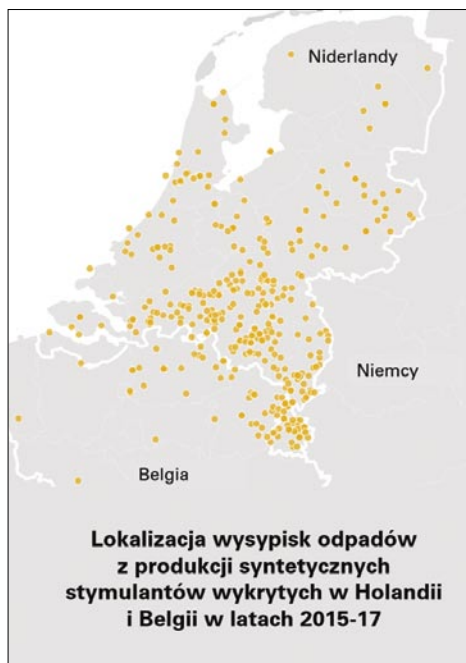 Niderlandy
Niemcy
Belgia
Lokalizacja wysypisk odpadów
z produkcji syntetycznych
stymulantów wykrytych w Holandii
i Belgii w latach 2015-17